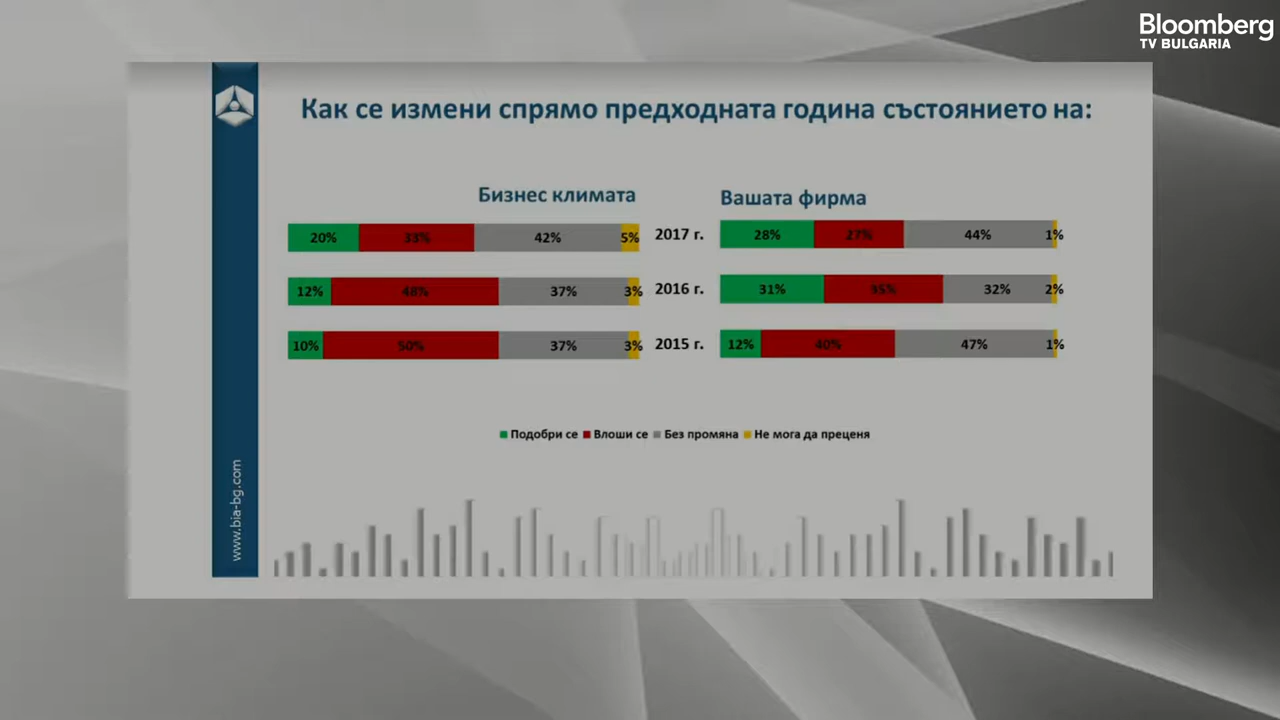 Bloomberg
TV BULGARIA
Как се измени спрямо предходната година състоянието на:
Бизнес климата
Вашата фирма
20% 33% 42% 5% 2017 г. 28% 27% 44% 1%
12% 48% 37% 3% 2016 г. 31% 35% 32% 2%
10% 50% 37% 3% 2015 г. 12% 40% 47% 1%
Подобри се Влоши се Без промяна Не мога да преценя
www.bia-bg.com